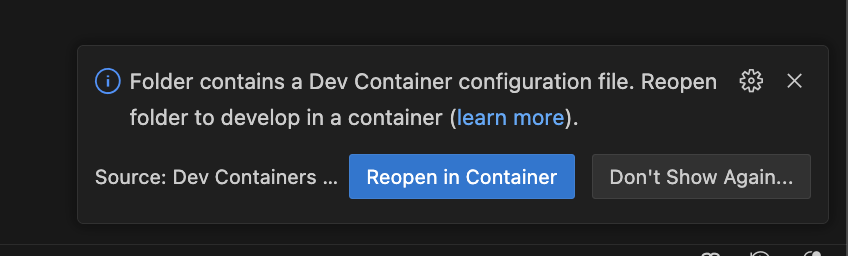 Folder contains a Dev Container configuration file. Reopen
folder to develop in a container (learn more).
Source: Dev Containers ...
Reopen in Container
Don't Show Again...